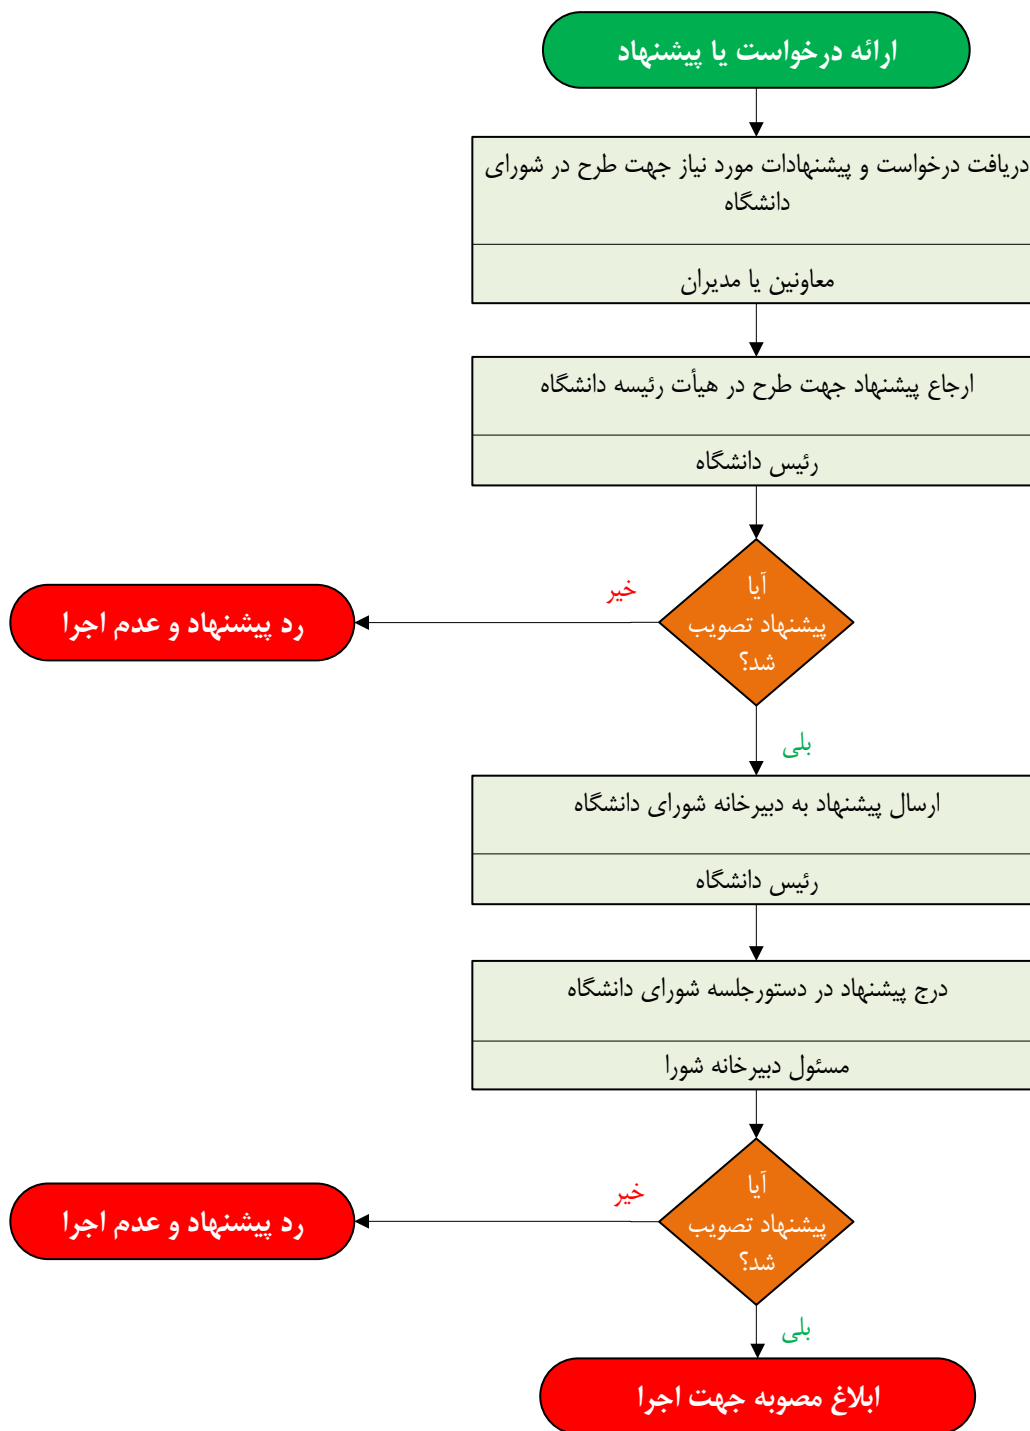 ارائه درخواست یا پیشنهاد
دریافت درخواست و پیشنهادات مورد نیاز جهت طرح در شورای
دانشگاه
معاونین یا مدیران
ارجاع پیشنهاد جهت طرح در هیأت رئیسه دانشگاه
رئیس دانشگاه
آیا
پیشنهاد تصویب
شد؟
خیر
رد پیشنهاد و عدم اجرا
بلی
ارسال پیشنهاد به دبیرخانه شورای دانشگاه
رئیس دانشگاه
درج پیشنهاد در دستورجلسه شورای دانشگاه
مسئول دبیرخانه شورا
آیا
پیشنهاد تصویب
شد؟
خیر
رد پیشنهاد و عدم اجرا
بلی
ابلاغ مصوبه جهت اجرا